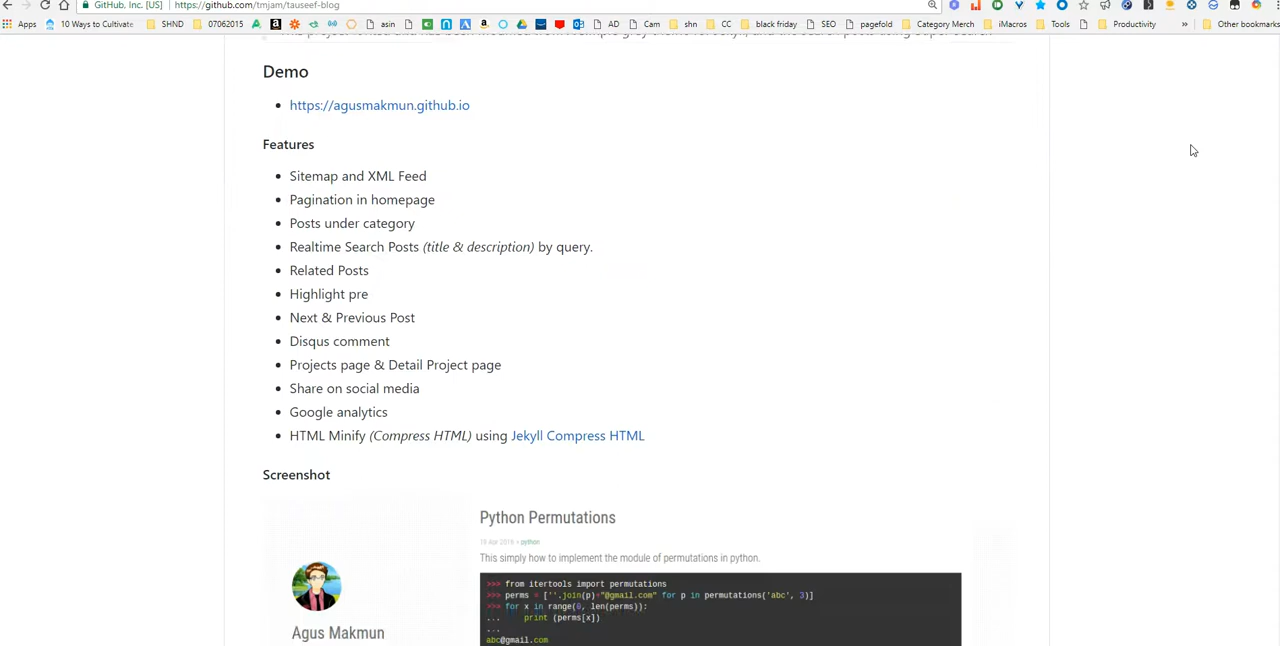 GitHub, Inc. [US] https://github.com/tmjam/tauseef-blog
Apps 10 Ways to Cultivate SHND 07062015 asin AD Cam shn CC black friday SEO pagefold Category Merch iMacros Tools Productivity » Other bookmarks
Demo
https://agusmakmun.github.io
Features
Sitemap and XML Feed
Pagination in homepage
Posts under category
Realtime Search Posts (title & description) by query.
Related Posts
Highlight pre
Next & Previous Post
Disqus comment
Projects page & Detail Project page
Share on social media
Google analytics
HTML Minify (Compress HTML) using Jekyll Compress HTML
Screenshot
Python Permutations
19 Apr 2016 » python
This simply how to implement the module of permutations in python.
>>> from itertools import permutations
>>> perms = [''.join(p)+"@gmail.com" for p in permutations('abc', 3)]
>>> for x in range(0, len(perms)):
... print (perms[x])
...
abc@gmail.com
Agus Makmun